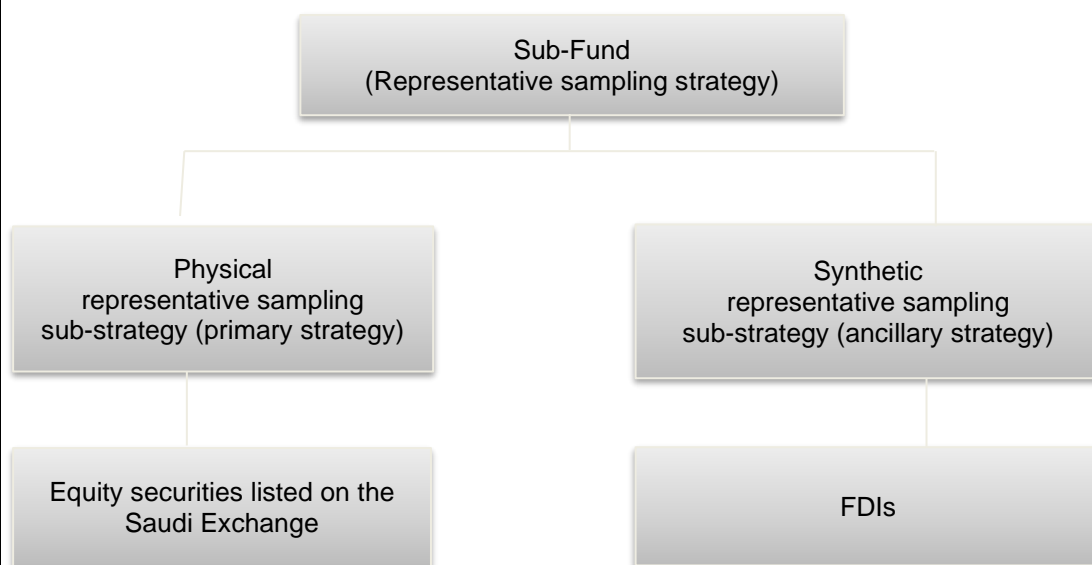 Sub-Fund
(Representative sampling strategy)
Physical
representative sampling
sub-strategy (primary strategy)
Synthetic
representative sampling
sub-strategy (ancillary strategy)
Equity securities listed on the
Saudi Exchange
FDIs